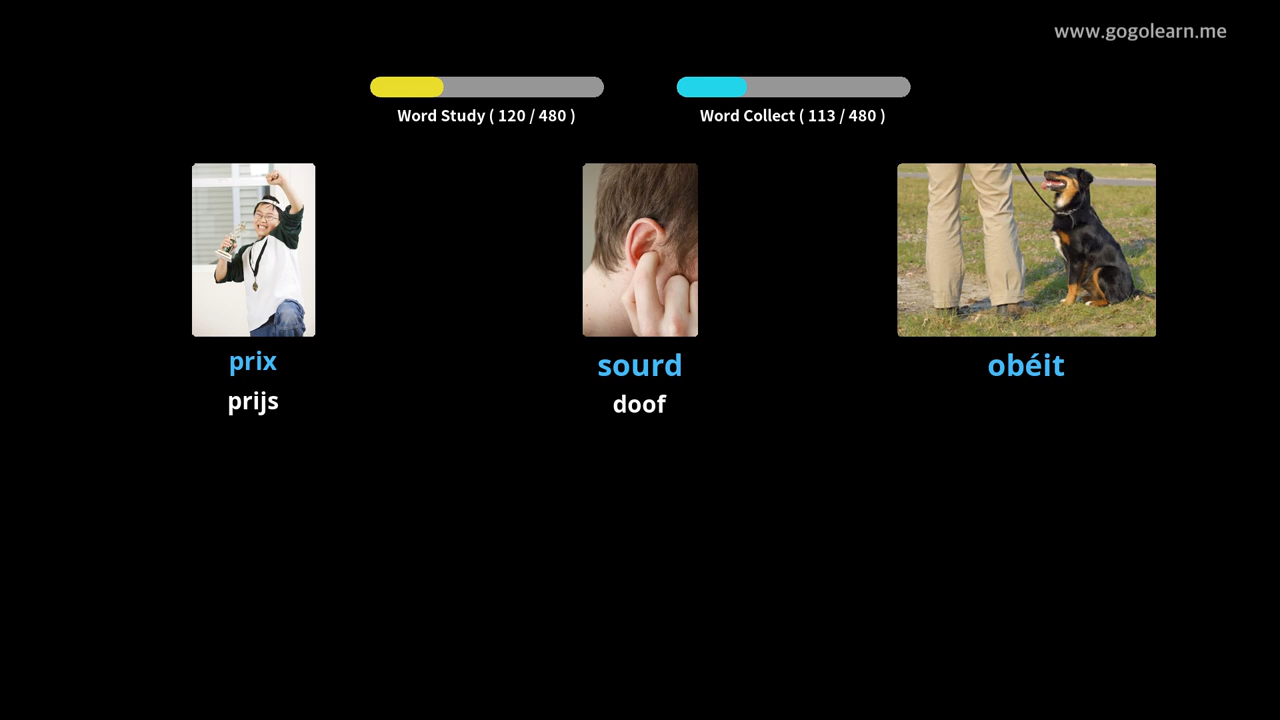 www.gogolearn.me
Word Study ( 120 / 480 )
Word Collect ( 113 / 480 )
prix
prijs
sourd
doof
obéit